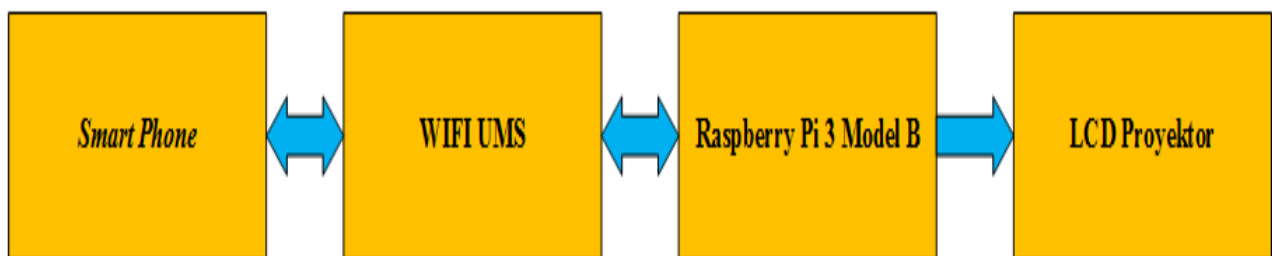 Smart Phone
WIFI UMS
Raspberry Pi 3 Model B
LCD Proyektor